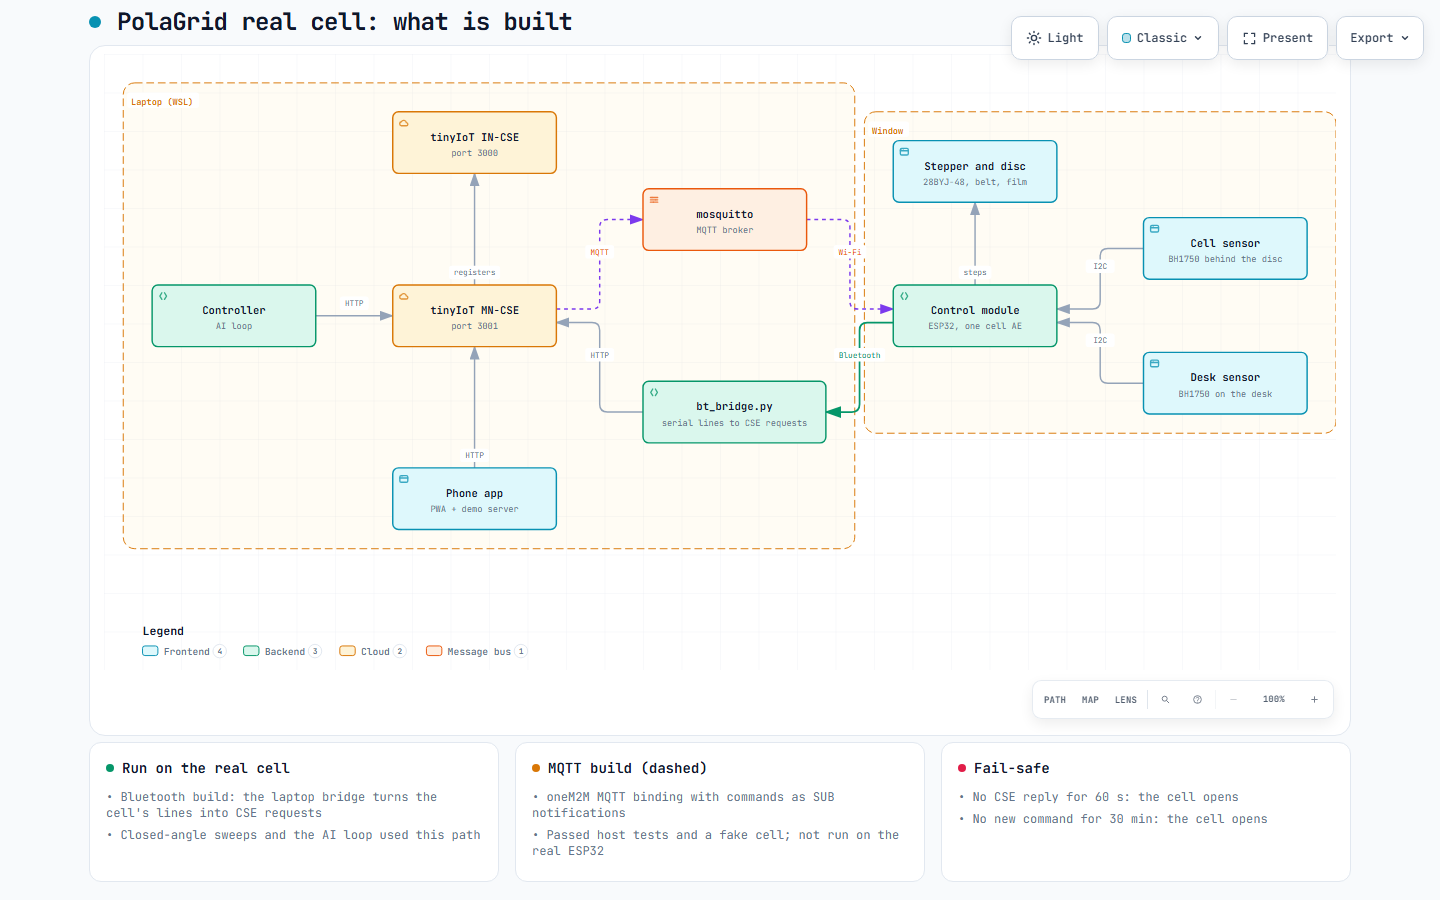 PolaGrid real cell: what is built
Light
Classic
Present
Export
Laptop (WSL)
tinyIoT IN-CSE
port 3000
registers
mosquitto
MQTT broker
MQTT
Wi-Fi
Controller
AI loop
HTTP
tinyIoT MN-CSE
port 3001
HTTP
bt_bridge.py
serial lines to CSE requests
Bluetooth
HTTP
Phone app
PWA + demo server
Window
Stepper and disc
28BYJ-48, belt, film
steps
Control module
ESP32, one cell AE
Cell sensor
BH1750 behind the disc
I2C
I2C
Desk sensor
BH1750 on the desk
Legend
Frontend 4
Backend 3
Cloud 2
Message bus 1
PATH
MAP
LENS
100%
Run on the real cell
• Bluetooth build: the laptop bridge turns the
cell's lines into CSE requests
• Closed-angle sweeps and the AI loop used this path
MQTT build (dashed)
• oneM2M MQTT binding with commands as SUB
notifications
• Passed host tests and a fake cell; not run on the
real ESP32
Fail-safe
• No CSE reply for 60 s: the cell opens
• No new command for 30 min: the cell opens